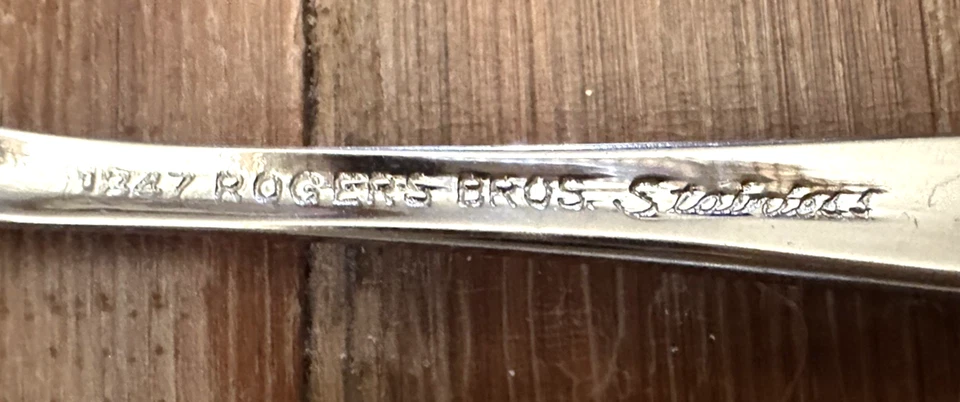 1847 ROGERS BROS. Stainless